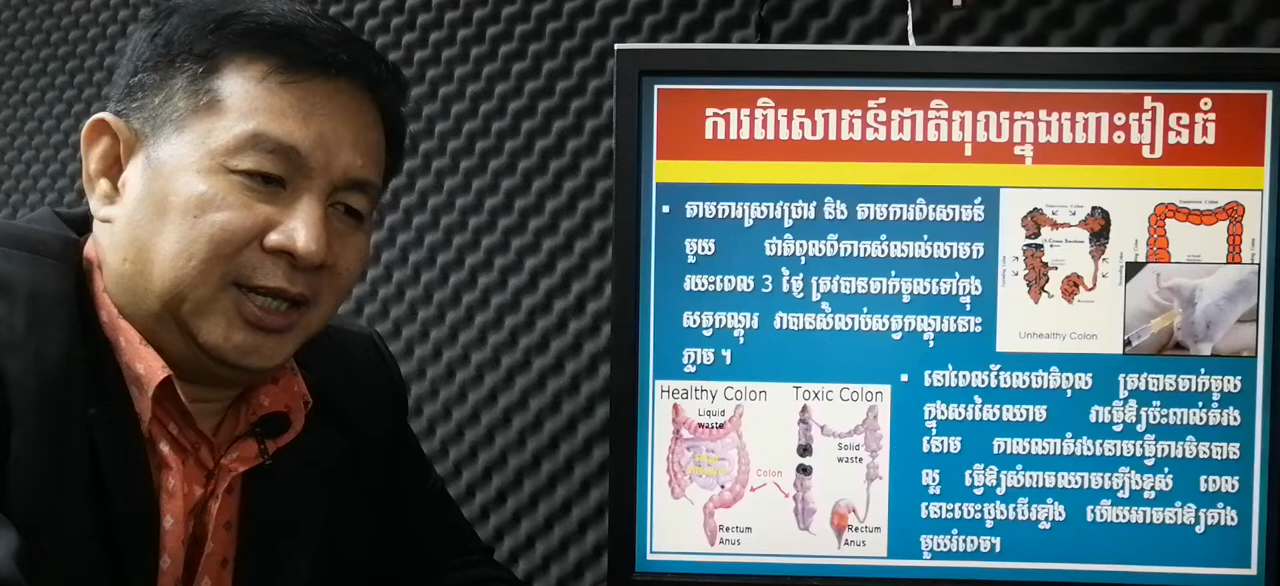 ការពិសោធន៍ជាតិពុលក្នុងពោះវៀនធំ
តាមការស្រាវជ្រាវ និង តាមការពិសោធន៍
មួយ ជាតិពុលពីកាកសំណល់លាមក
រយះពេល 3 ថ្ងៃ ត្រូវបានចាក់ចូលទៅក្នុង
សត្វកណ្តុរ វាបានសំលាប់សត្វកណ្តុរនោះ
ភ្លាម ។
Unhealthy Colon
Healthy Colon
Toxic Colon
Liquid
waste
Solid
waste
Colon
Rectum
Anus
Rectum
Anus
នៅពេលដែលជាតិពុល ត្រូវបានចាក់ចូល
ក្នុងសរសៃឈាម វាធ្វើឱ្យប៉ះពាល់តំរង
នោម កាលណាតំរងនោមធ្វើការមិនបាន
ល្អ ធ្វើឱ្យសំពាធឈាមឡើងខ្ពស់ ពេល
នោះបេះដូងដើរខ្លាំង ហើយអាចនាំឱ្យគាំង
មួយរំពេច។